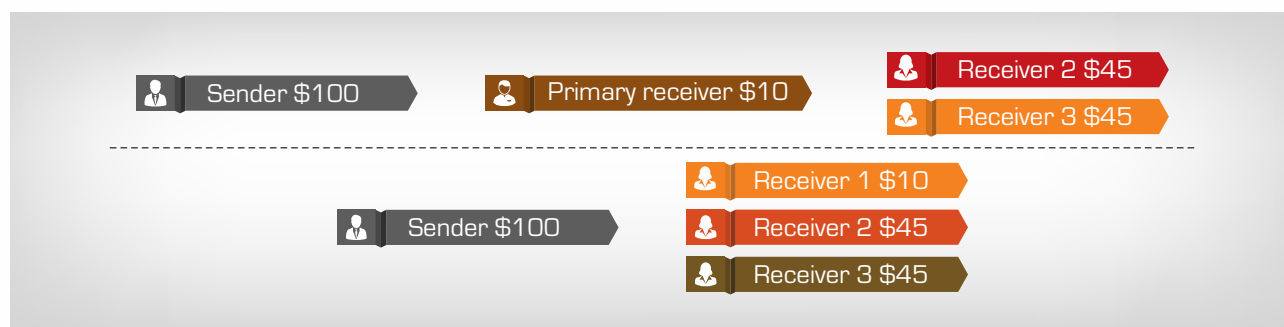 Sender $100
Primary receiver $10
Receiver 2 $45
Receiver 3 $45
Receiver 1 $10
Sender $100
Receiver 2 $45
Receiver 3 $45